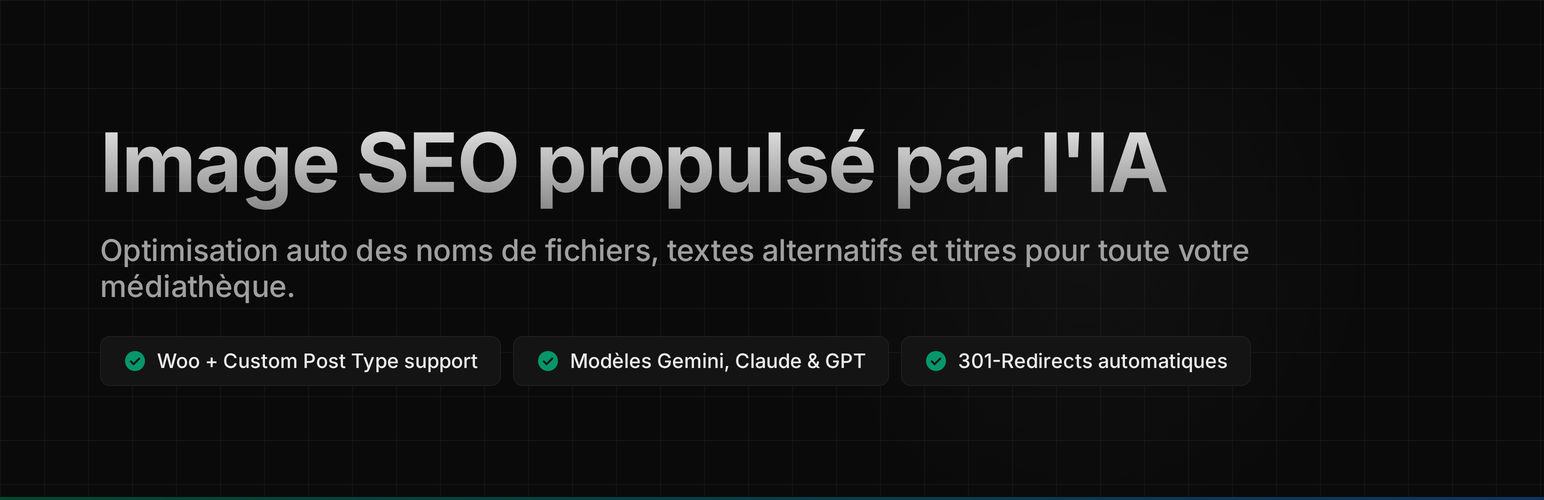 Image SEO propulsé par l'IA
Optimisation auto des noms de fichiers, textes alternatifs et titres pour toute votre
médiathèque.
Woo + Custom Post Type support
Modèles Gemini, Claude & GPT
301-Redirects automatiques